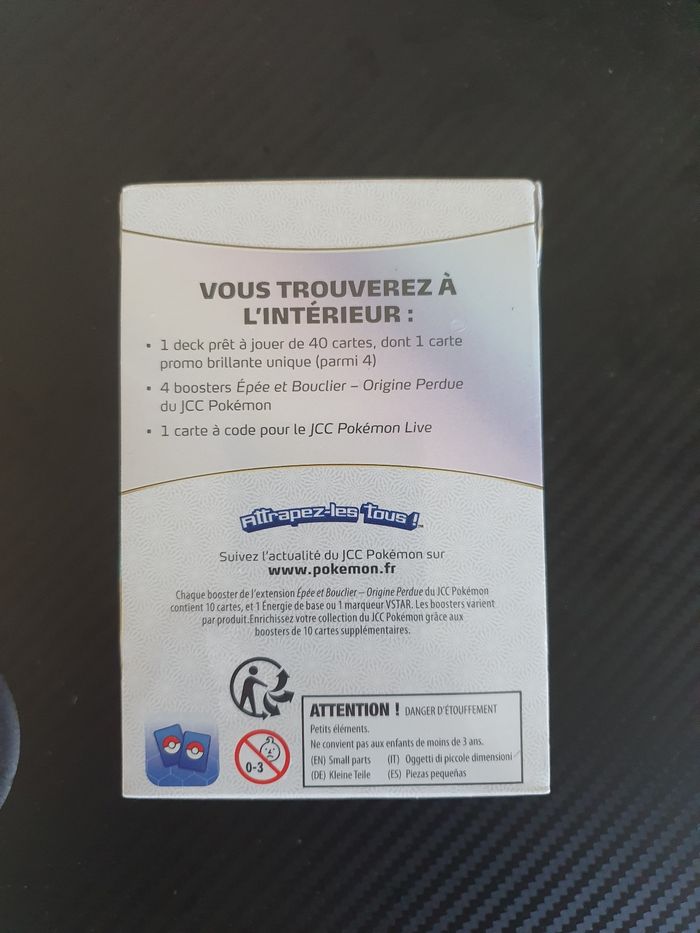 VOUS TROUVEREZ À
L'INTÉRIEUR :
• 1 deck prêt à jouer de 40 cartes, dont 1 carte
promo brillante unique (parmi 4)
• 4 boosters Épée et Bouclier – Origine Perdue
du JCC Pokémon
• 1 carte à code pour le JCC Pokémon Live
Attrapez-les Tous !™
Suivez l'actualité du JCC Pokémon sur
www.pokemon.fr
Chaque booster de l'extension Épée et Bouclier – Origine Perdue du JCC Pokémon
contient 10 cartes, et 1 Énergie de base ou 1 marqueur VSTAR. Les boosters varient
par produit.Enrichissez votre collection du JCC Pokémon grâce aux
boosters de 10 cartes supplémentaires.
0-3
ATTENTION ! DANGER D'ÉTOUFFEMENT
Petits éléments.
Ne convient pas aux enfants de moins de 3 ans.
(EN) Small parts (IT) Oggetti di piccole dimensioni
(DE) Kleine Teile (ES) Piezas pequeñas